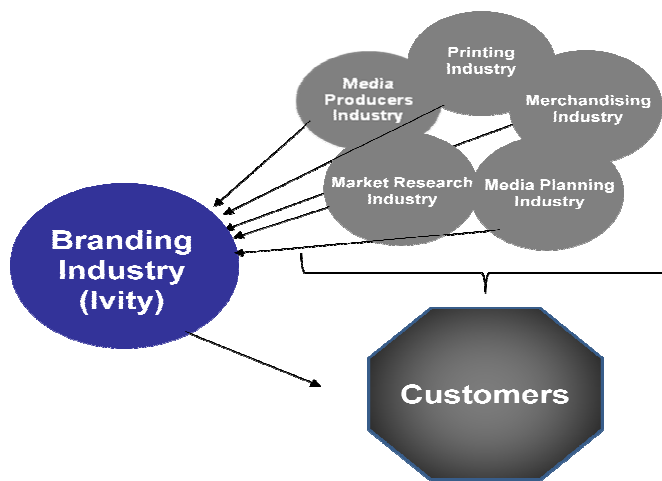 Printing
Industry
Media
Producers
Industry
Merchandising
Industry
Market Research
Industry
Media Planning
Industry
Branding
Industry
(Ivity)
Customers